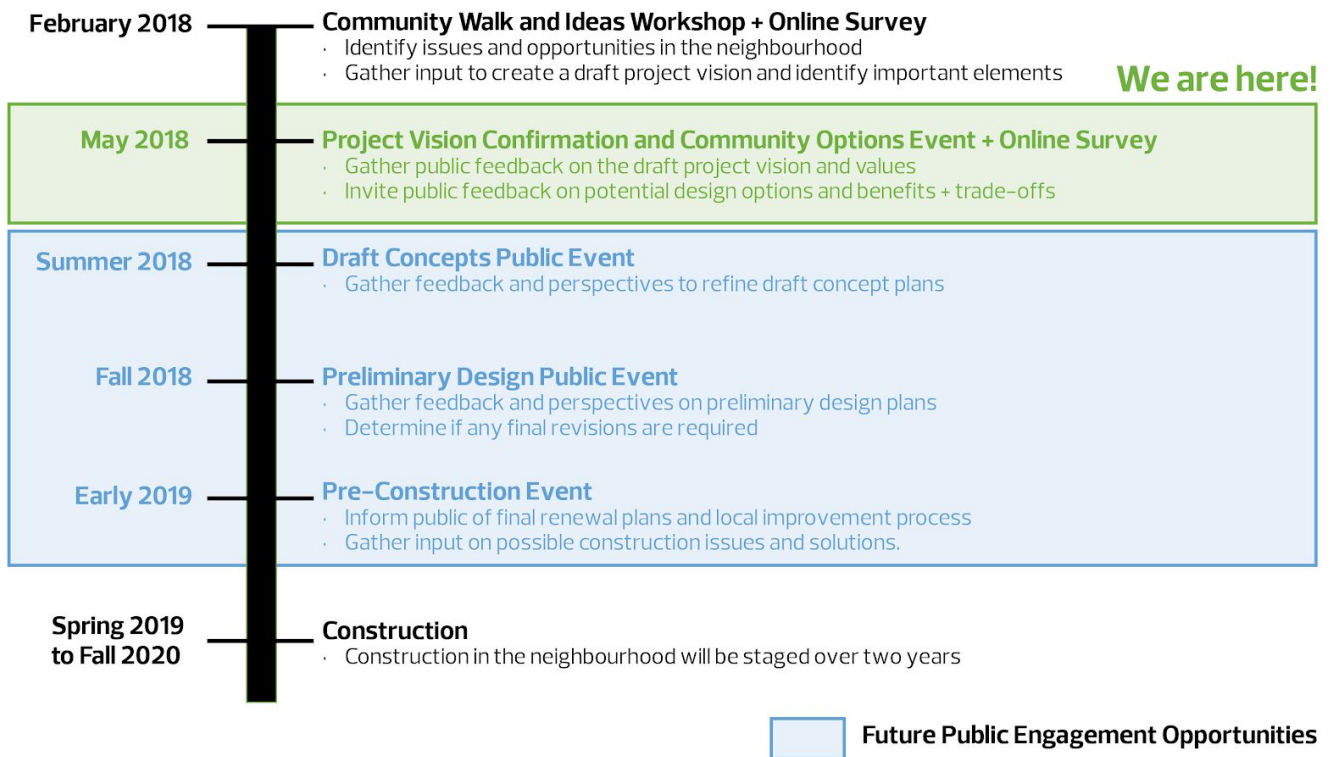 February 2018
Community Walk and Ideas Workshop + Online Survey
· Identify issues and opportunities in the neighbourhood
· Gather input to create a draft project vision and identify important elements
We are here!
May 2018
Project Vision Confirmation and Community Options Event + Online Survey
· Gather public feedback on the draft project vision and values
· Invite public feedback on potential design options and benefits + trade-offs
Summer 2018
Draft Concepts Public Event
· Gather feedback and perspectives to refine draft concept plans
Fall 2018
Preliminary Design Public Event
· Gather feedback and perspectives on preliminary design plans
· Determine if any final revisions are required
Early 2019
Pre-Construction Event
· Inform public of final renewal plans and local improvement process
· Gather input on possible construction issues and solutions.
Spring 2019
to Fall 2020
Construction
· Construction in the neighbourhood will be staged over two years
Future Public Engagement Opportunities